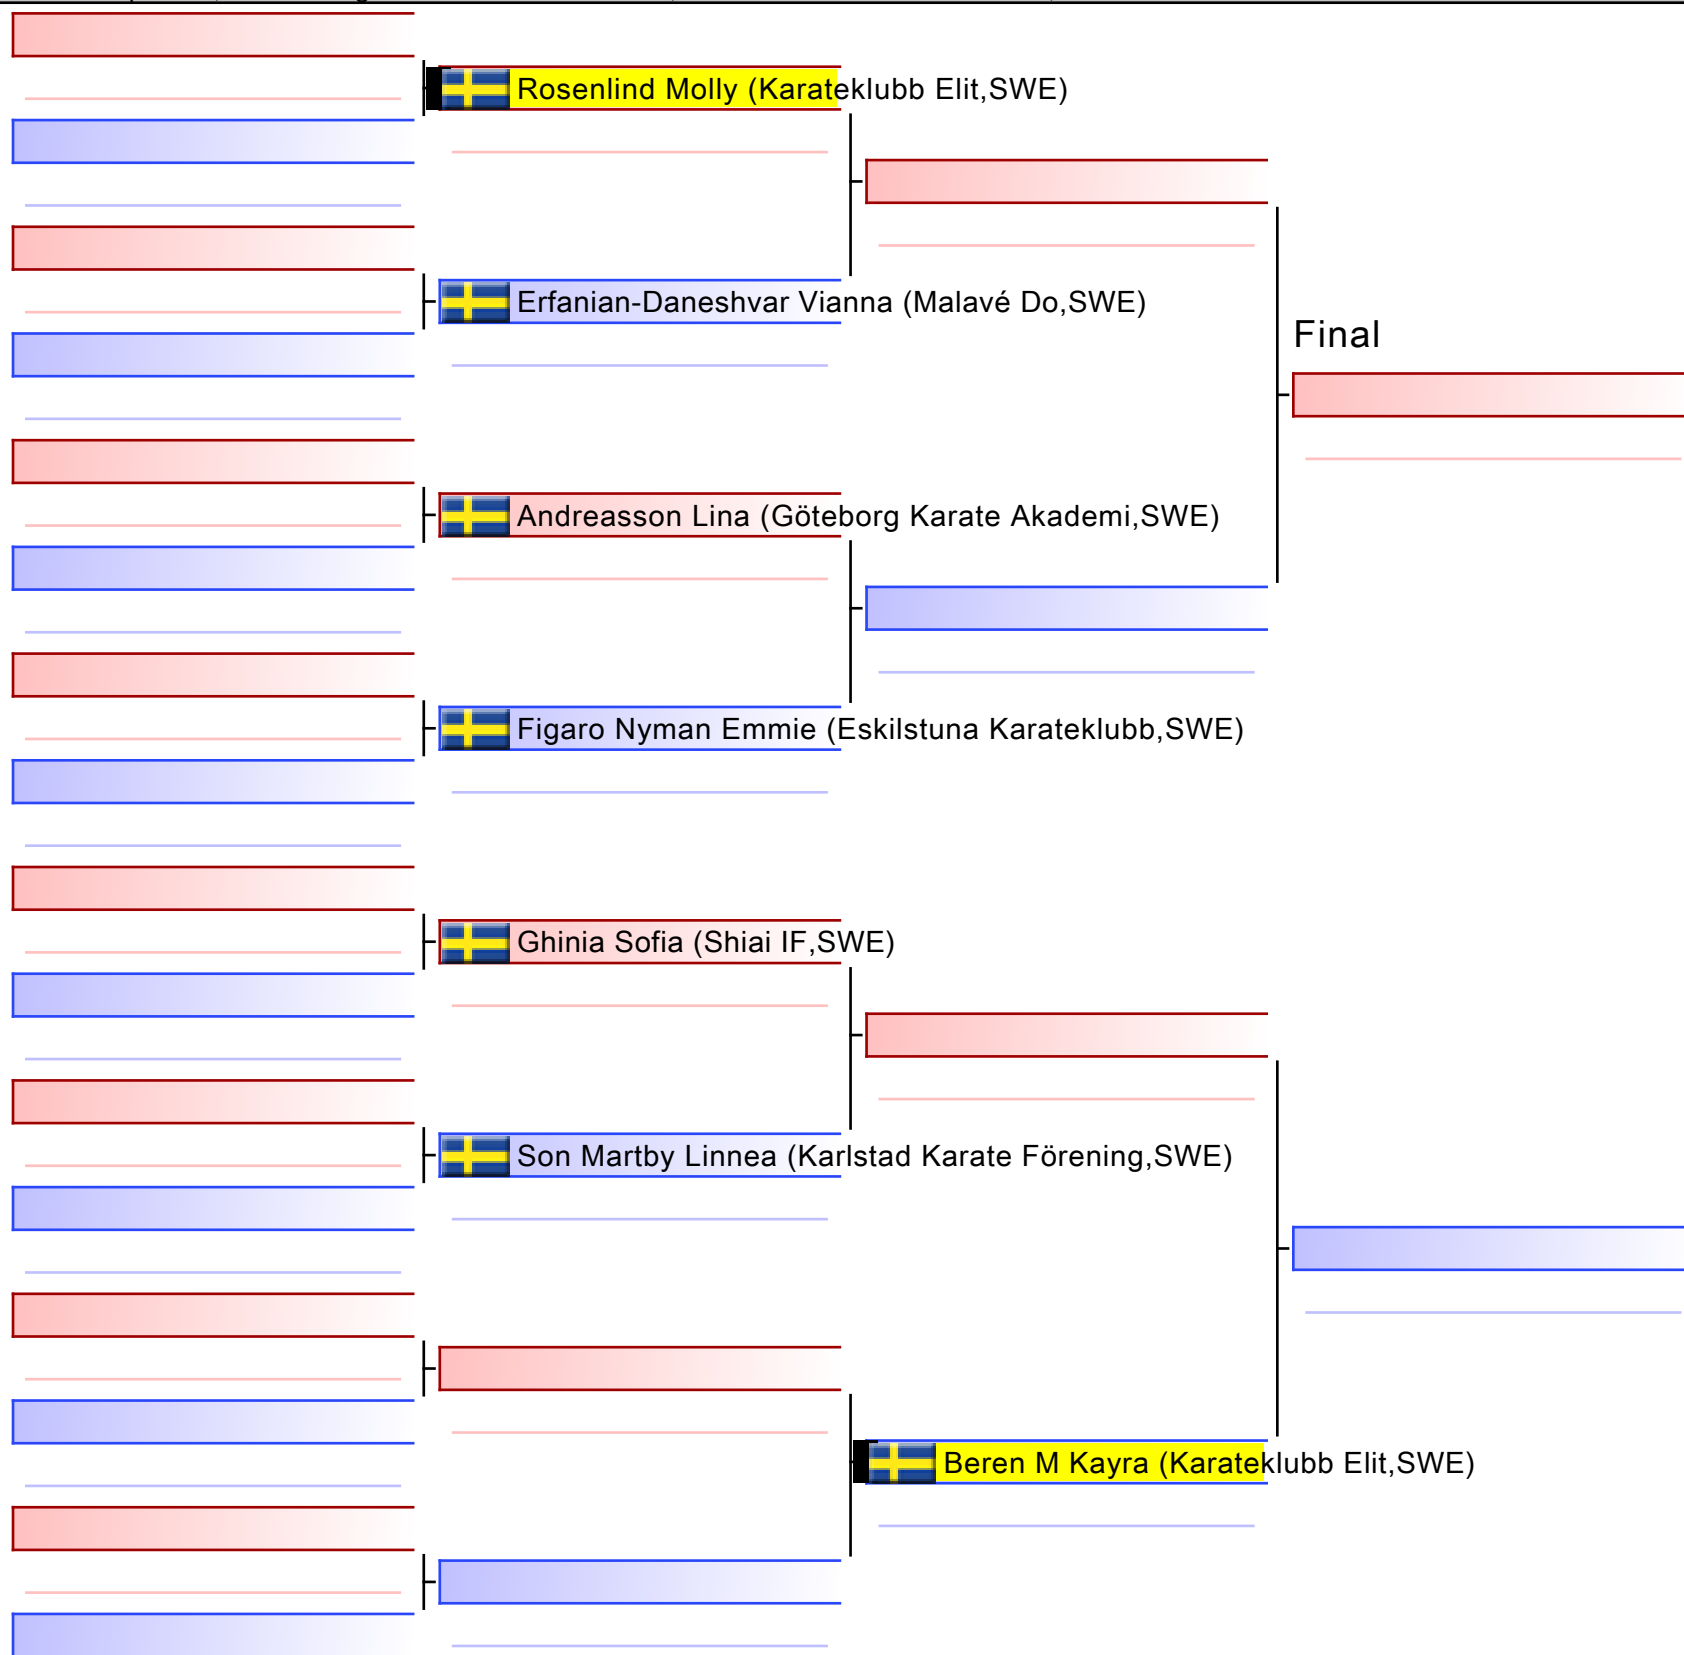 Rosenlind Molly (Karateklubb Elit,SWE)
Erfanian-Daneshvar Vianna (Malavé Do,SWE)
Final
Andreasson Lina (Göteborg Karate Akademi,SWE)
Figaro Nyman Emmie (Eskilstuna Karateklubb,SWE)
Ghinia Sofia (Shiai IF,SWE)
Son Martby Linnea (Karlstad Karate Förening,SWE)
Beren M Kayra (Karateklubb Elit,SWE)